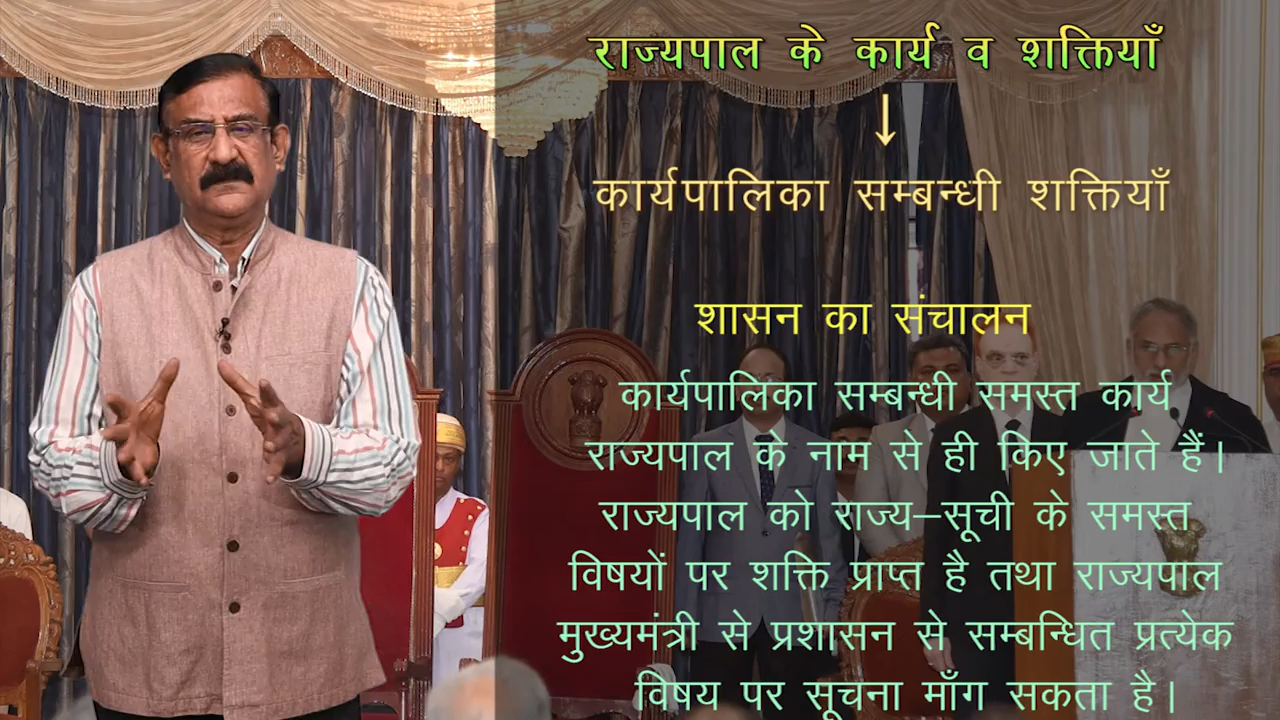 राज्यपाल के कार्य व शक्तियाँ
कार्यपालिका सम्बन्धी शक्तियाँ
शासन का संचालन
कार्यपालिका सम्बन्धी समस्त कार्य
राज्यपाल के नाम से ही किए जाते हैं।
राज्यपाल को राज्य–सूची के समस्त
विषयों पर शक्ति प्राप्त है तथा राज्यपाल
मुख्यमंत्री से प्रशासन से सम्बन्धित प्रत्येक
विषय पर सूचना माँग सकता है।